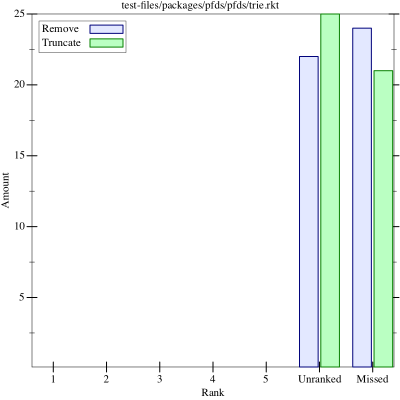 test-files/packages/pfds/pfds/trie.rkt
25
Remove
Truncate
20
15
Amount
10
5
1 2 3 4 5 Unranked Missed
Rank